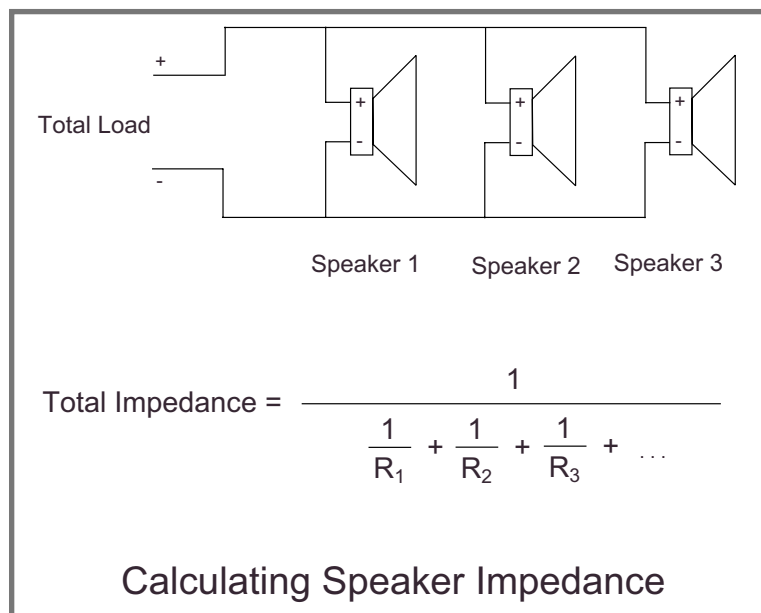 +
Total Load
-
+ + +
- - -
Speaker 1 Speaker 2 Speaker 3
Total Impedance = 1
1 + 1 + 1 + ...
R₁ R₂ R₃
Calculating Speaker Impedance